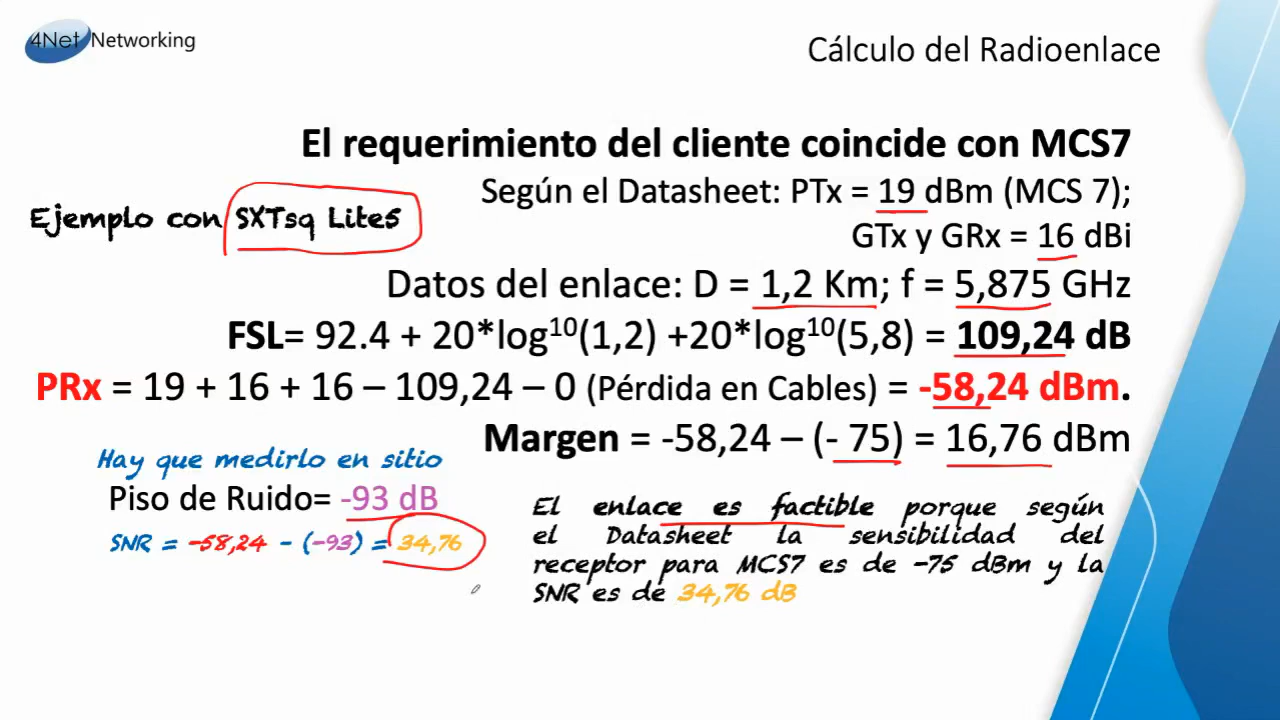 4Net Networking
Cálculo del Radioenlace
El requerimiento del cliente coincide con MCS7
Según el Datasheet: PTx = 19 dBm (MCS 7);
Ejemplo con SXTsq Lite5
GTx y GRx = 16 dBi
Datos del enlace: D = 1,2 Km; f = 5,875 GHz
FSL= 92.4 + 20*log¹⁰(1,2) +20*log¹⁰(5,8) = 109,24 dB
PRx = 19 + 16 + 16 – 109,24 – 0 (Pérdida en Cables) = -58,24 dBm.
Margen = -58,24 – (- 75) = 16,76 dBm
Hay que medirlo en sitio
Piso de Ruido= -93 dB
SNR = -58,24 - (-93) = 34,76
El enlace es factible porque según
el Datasheet la sensibilidad del
receptor para MCS7 es de -75 dBm y la
SNR es de 34,76 dB